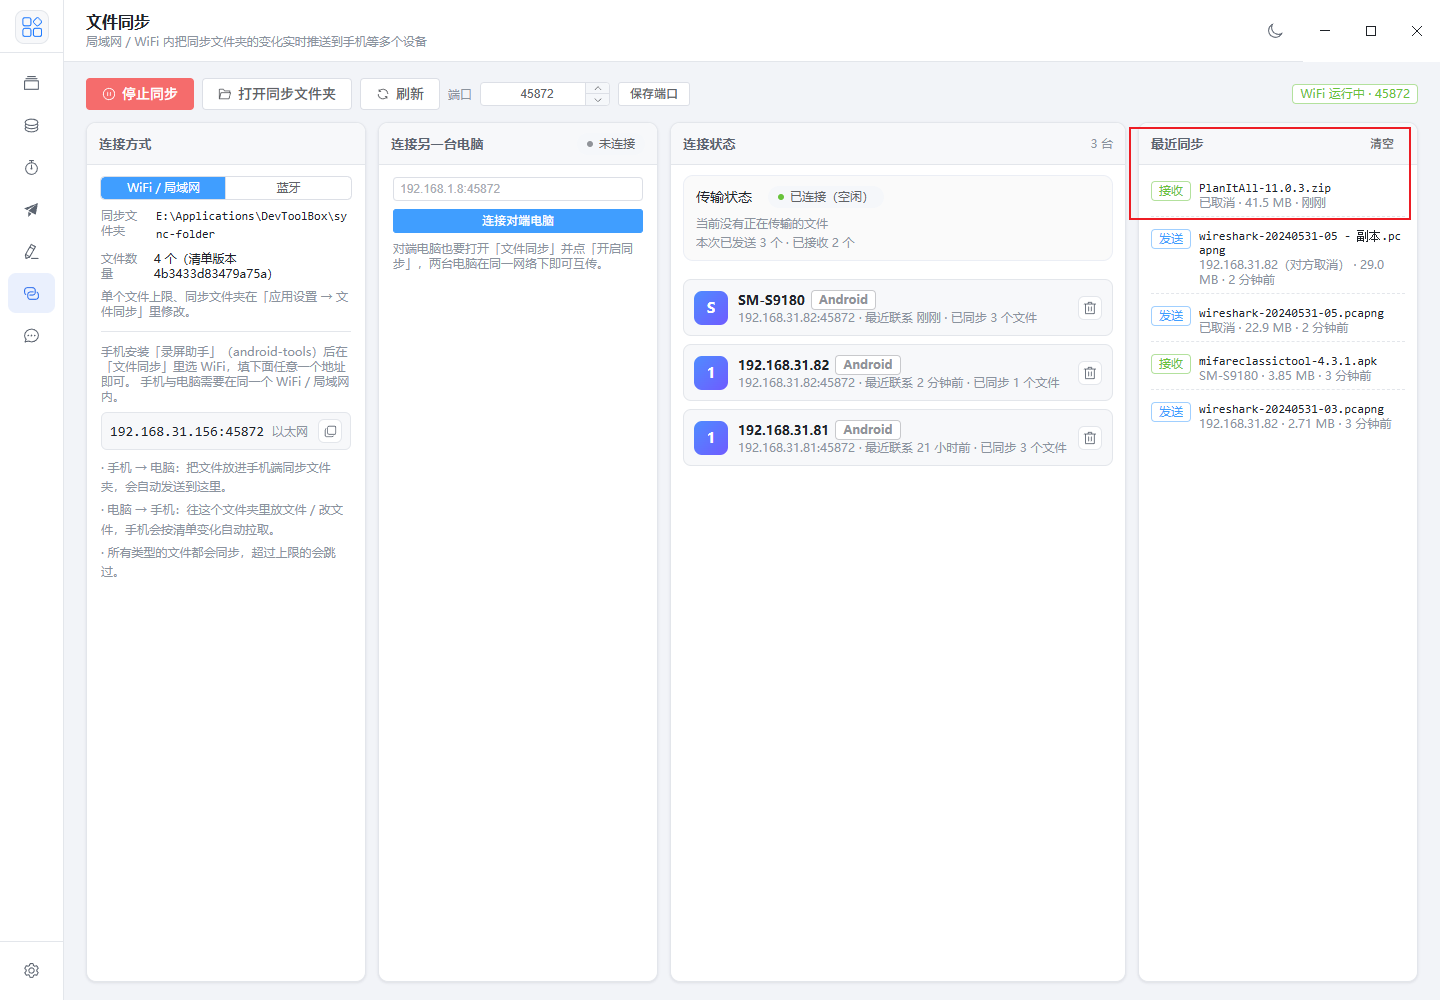 文件同步
局域网 / WiFi 内把同步文件夹的变化实时推送到手机等多个设备
停止同步
打开同步文件夹
刷新
端口
45872
保存端口
WiFi 运行中 · 45872
连接方式
WiFi / 局域网
蓝牙
同步文件夹
E:\Applications\DevToolBox\sy
nc-folder
文件数量
4 个（清单版本
4b3433d83479a75a）
单个文件上限、同步文件夹在「应用设置 → 文
件同步」里修改。
手机安装「录屏助手」（android-tools）后在
「文件同步」里选 WiFi，填下面任意一个地址
即可。 手机与电脑需要在同一个 WiFi / 局域网
内。
192.168.31.156:45872 以太网
· 手机 → 电脑：把文件放进手机端同步文件
夹，会自动发送到这里。
· 电脑 → 手机：往这个文件夹里放文件 / 改文
件，手机会按清单变化自动拉取。
· 所有类型的文件都会同步，超过上限的会跳
过。
连接另一台电脑
未连接
192.168.1.8:45872
连接对端电脑
对端电脑也要打开「文件同步」并点「开启同
步」，两台电脑在同一网络下即可互传。
连接状态
3 台
传输状态
已连接（空闲）
当前没有正在传输的文件
本次已发送 3 个 · 已接收 2 个
S
SM-S9180 Android
192.168.31.82:45872 · 最近联系 刚刚 · 已同步 3 个文件
1
192.168.31.82 Android
192.168.31.82:45872 · 最近联系 2 分钟前 · 已同步 1 个文件
1
192.168.31.81 Android
192.168.31.81:45872 · 最近联系 21 小时前 · 已同步 3 个文件
最近同步
清空
接收
PlanItAll-11.0.3.zip
已取消 · 41.5 MB · 刚刚
发送
wireshark-20240531-05 - 副本.pc
apng
192.168.31.82（对方取消） · 29.0
MB · 2 分钟前
发送
wireshark-20240531-05.pcapng
已取消 · 22.9 MB · 2 分钟前
接收
mifareclassictool-4.3.1.apk
SM-S9180 · 3.85 MB · 3 分钟前
发送
wireshark-20240531-03.pcapng
192.168.31.82 · 2.71 MB · 3 分钟前